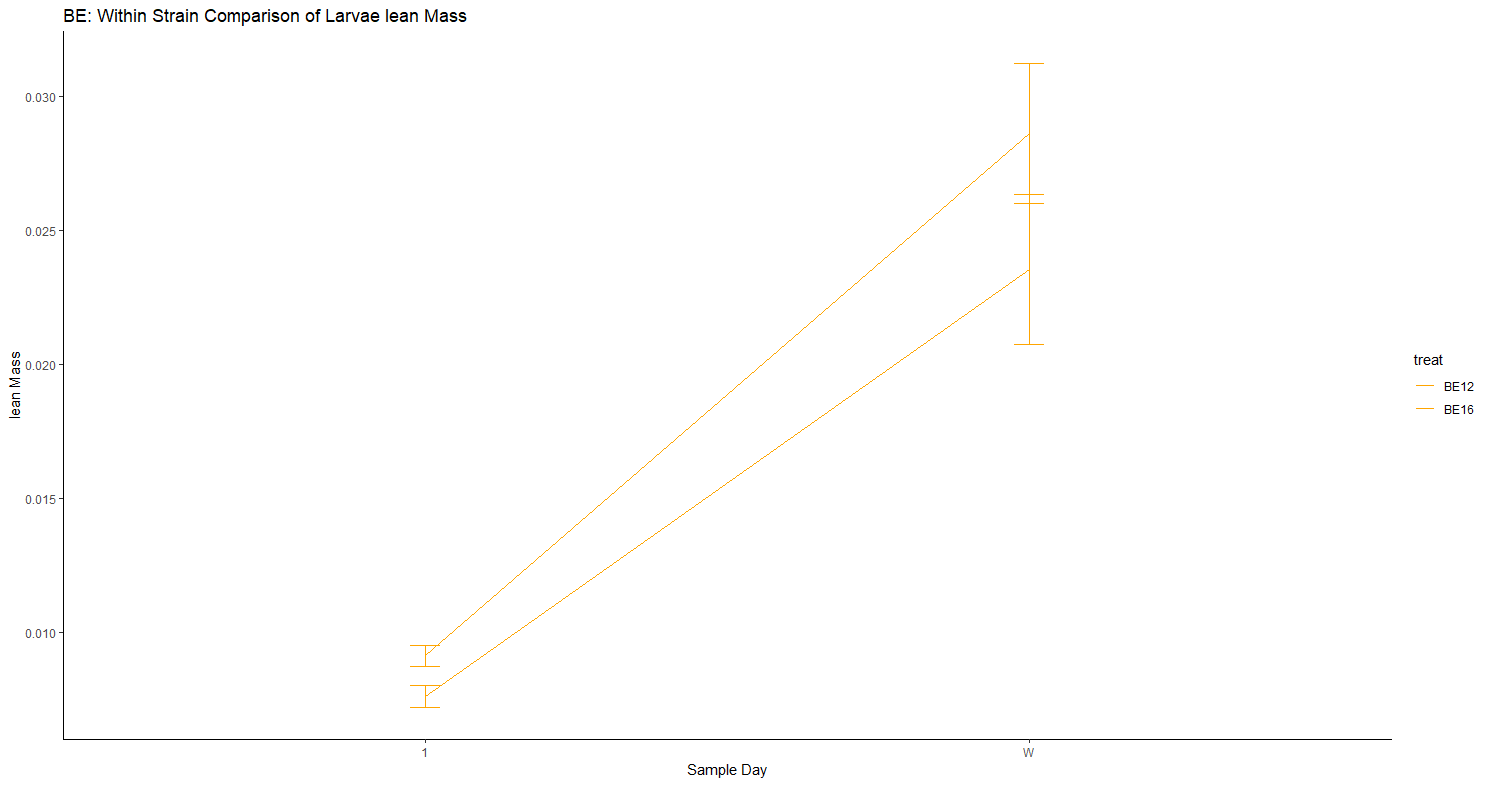 BE: Within Strain Comparison of Larvae lean Mass
lean Mass
0.030
0.025
0.020
0.015
0.010
1
W
Sample Day
treat
BE12
BE16